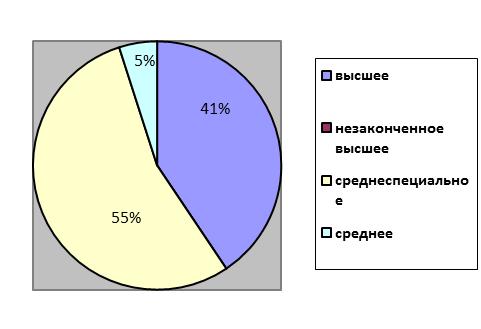 5%
41%
55%
высшее
незаконченное
высшее
среднеспециально
е
среднее